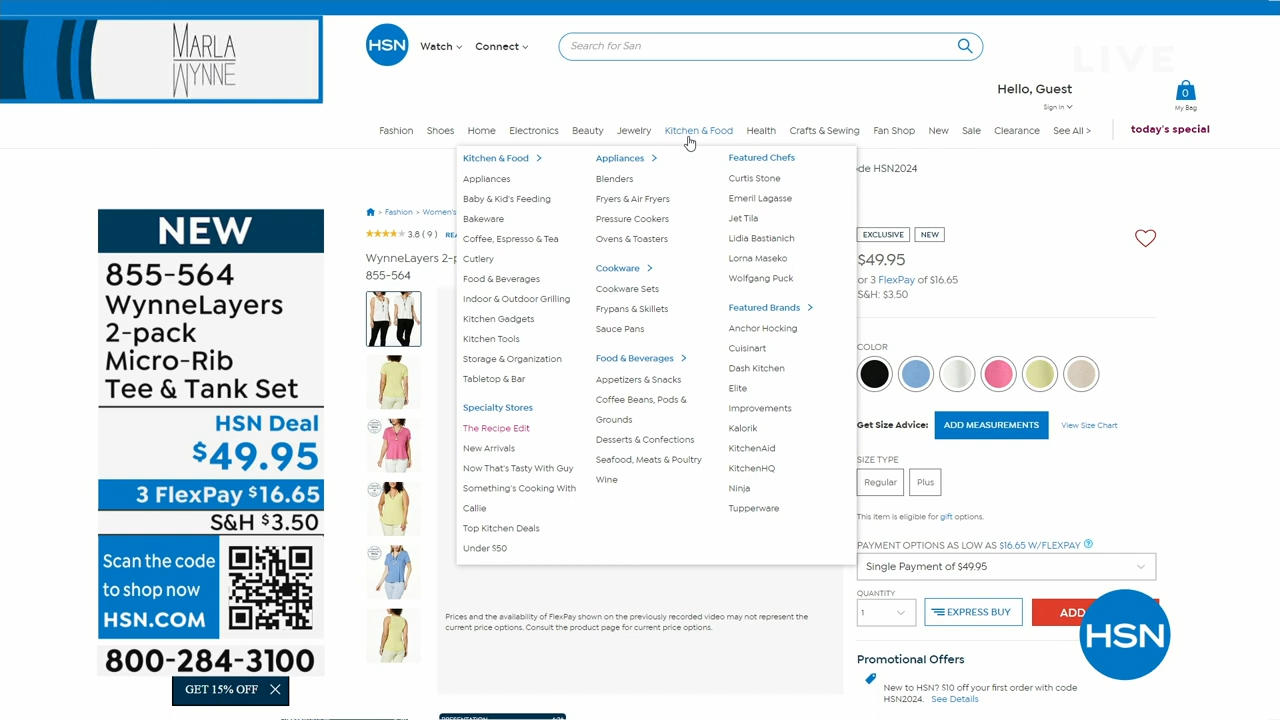 MARLA
WYNNE
HSN
Watch
Connect
Search for San
LIVE
Hello, Guest
Sign In
0
My Bag
Fashion Shoes Home Electronics Beauty Jewelry Kitchen & Food Health Crafts & Sewing Fan Shop New Sale Clearance See All >
today's special
Kitchen & Food >
Appliances
Baby & Kid's Feeding
Bakeware
Coffee, Espresso & Tea
Cutlery
Food & Beverages
Indoor & Outdoor Grilling
Kitchen Gadgets
Kitchen Tools
Storage & Organization
Tabletop & Bar
Specialty Stores
The Recipe Edit
New Arrivals
Now That's Tasty With Guy
Something's Cooking With
Callie
Top Kitchen Deals
Under $50
Appliances >
Blenders
Fryers & Air Fryers
Pressure Cookers
Ovens & Toasters
Cookware >
Cookware Sets
Frypans & Skillets
Sauce Pans
Food & Beverages >
Appetizers & Snacks
Coffee Beans, Pods &
Grounds
Desserts & Confections
Seafood, Meats & Poultry
Wine
Featured Chefs
Curtis Stone
Emeril Lagasse
Jet Tila
Lidia Bastianich
Lorna Maseko
Wolfgang Puck
Featured Brands >
Anchor Hocking
Cuisinart
Dash Kitchen
Elite
Improvements
Kalorik
KitchenAid
KitchenHQ
Ninja
Tupperware
de HSN2024
> Fashion > Women's
3.8 ( 9 ) REA
WynneLayers 2-p
855-564
NEW
855-564
WynneLayers
2-pack
Micro-Rib
Tee & Tank Set
HSN Deal
$49.95
3 FlexPay $16.65
S&H $3.50
Scan the code
to shop now
HSN.COM
800-284-3100
GET 15% OFF
Prices and the availability of FlexPay shown on the previously recorded video may not represent the
current price options. Consult the product page for current price options.
PRESENTATION
EXCLUSIVE
NEW
$49.95
or 3 FlexPay of $16.65
S&H: $3.50
COLOR
Get Size Advice: ADD MEASUREMENTS View Size Chart
SIZE TYPE
Regular
Plus
This item is eligible for gift options.
PAYMENT OPTIONS AS LOW AS $16.65 W/FLEXPAY
Single Payment of $49.95
QUANTITY
1
EXPRESS BUY
ADD
HSN
Promotional Offers
New to HSN? $10 off your first order with code
HSN2024. See Details